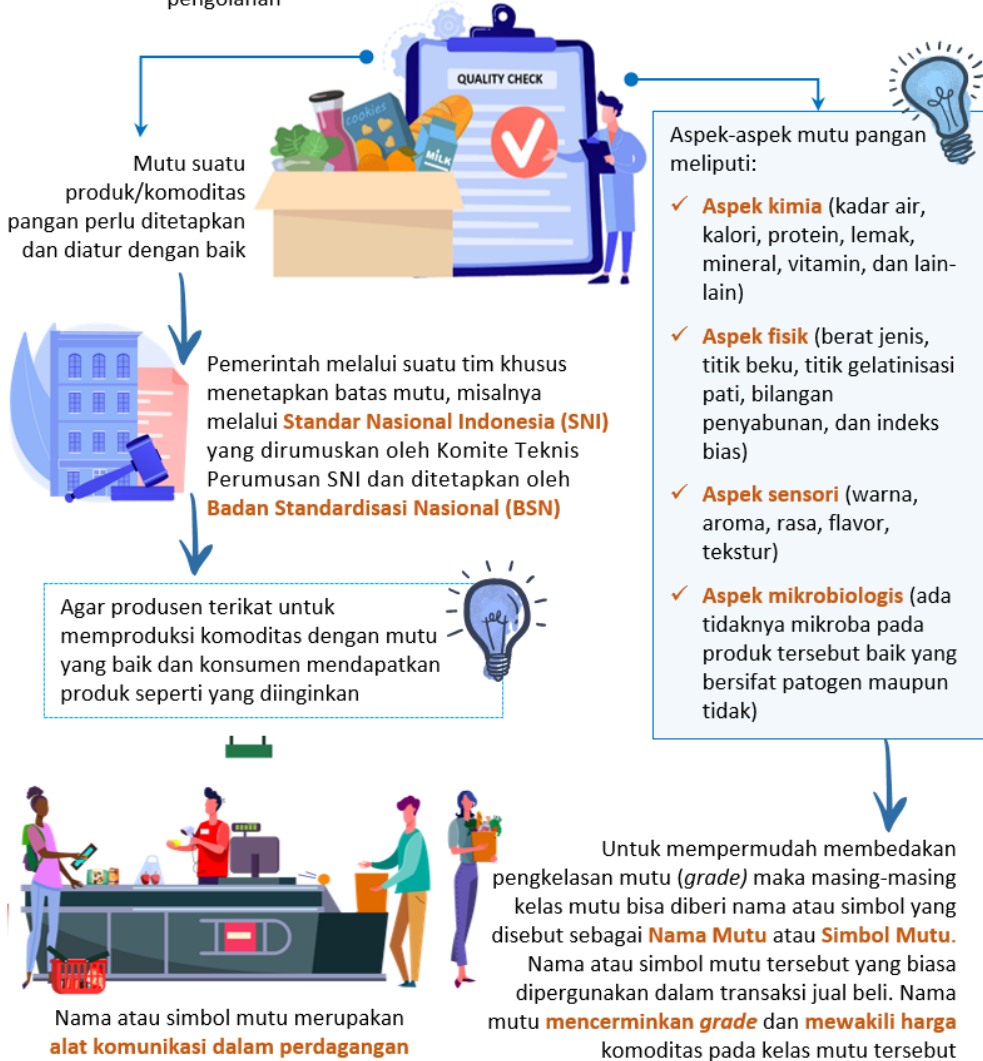 pengolahan
QUALITY CHECK
cookies
MILK
Mutu suatu
produk/komoditas
pangan perlu ditetapkan
dan diatur dengan baik
Pemerintah melalui suatu tim khusus
menetapkan batas mutu, misalnya
melalui Standar Nasional Indonesia (SNI)
yang dirumuskan oleh Komite Teknis
Perumusan SNI dan ditetapkan oleh
Badan Standardisasi Nasional (BSN)
Agar produsen terikat untuk
memproduksi komoditas dengan mutu
yang baik dan konsumen mendapatkan
produk seperti yang diinginkan
Nama atau simbol mutu merupakan
alat komunikasi dalam perdagangan
Aspek-aspek mutu pangan
meliputi:
✓ Aspek kimia (kadar air,
kalori, protein, lemak,
mineral, vitamin, dan lain-
lain)
✓ Aspek fisik (berat jenis,
titik beku, titik gelatinisasi
pati, bilangan
penyabunan, dan indeks
bias)
✓ Aspek sensori (warna,
aroma, rasa, flavor,
tekstur)
✓ Aspek mikrobiologis (ada
tidaknya mikroba pada
produk tersebut baik yang
bersifat patogen maupun
tidak)
Untuk mempermudah membedakan
pengkelasan mutu (grade) maka masing-masing
kelas mutu bisa diberi nama atau simbol yang
disebut sebagai Nama Mutu atau Simbol Mutu.
Nama atau simbol mutu tersebut yang biasa
dipergunakan dalam transaksi jual beli. Nama
mutu mencerminkan grade dan mewakili harga
komoditas pada kelas mutu tersebut